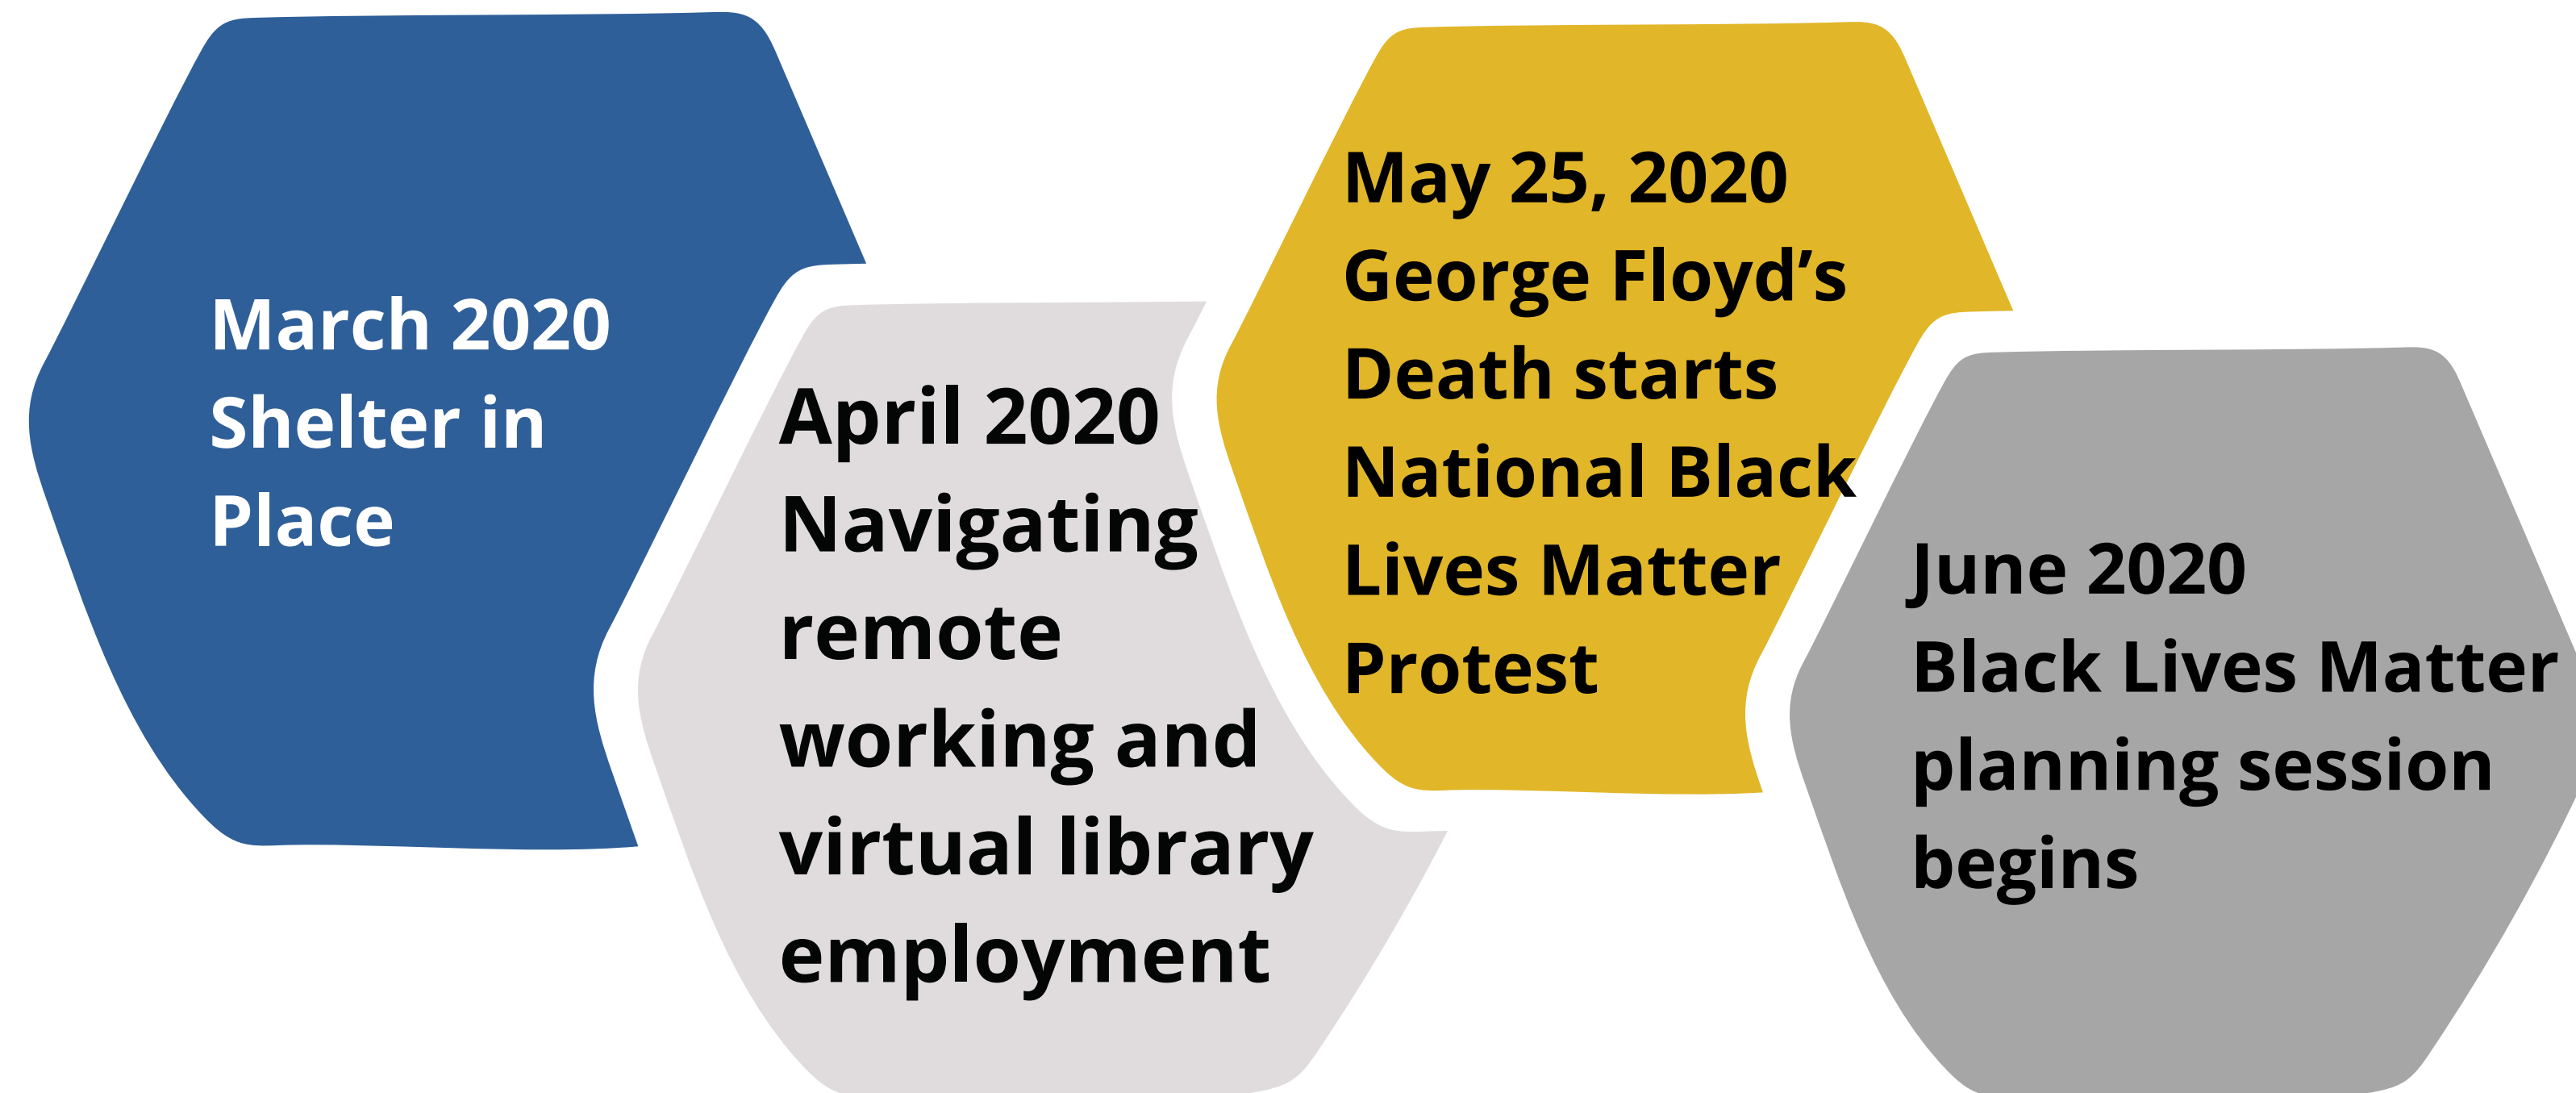 March 2020
Shelter in
Place
April 2020
Navigating
remote
working and
virtual library
employment
May 25, 2020
George Floyd’s
Death starts
National Black
Lives Matter
Protest
June 2020
Black Lives Matter
planning session
begins